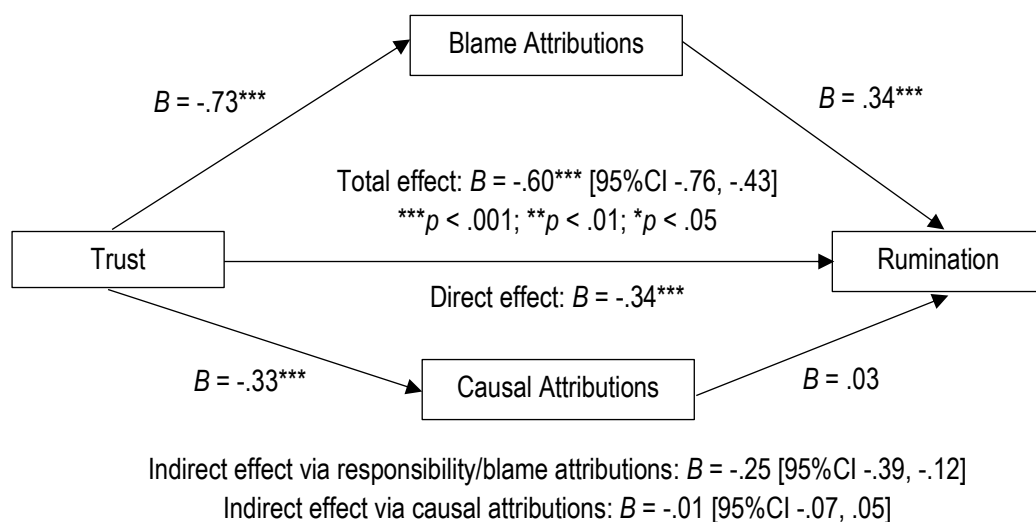 Blame Attributions
B = -.73***
B = .34***
Total effect: B = -.60*** [95%CI -.76, -.43]
***p < .001; **p < .01; *p < .05
Trust
Rumination
Direct effect: B = -.34***
B = -.33***
Causal Attributions
B = .03
Indirect effect via responsibility/blame attributions: B = -.25 [95%CI -.39, -.12]
Indirect effect via causal attributions: B = -.01 [95%CI -.07, .05]